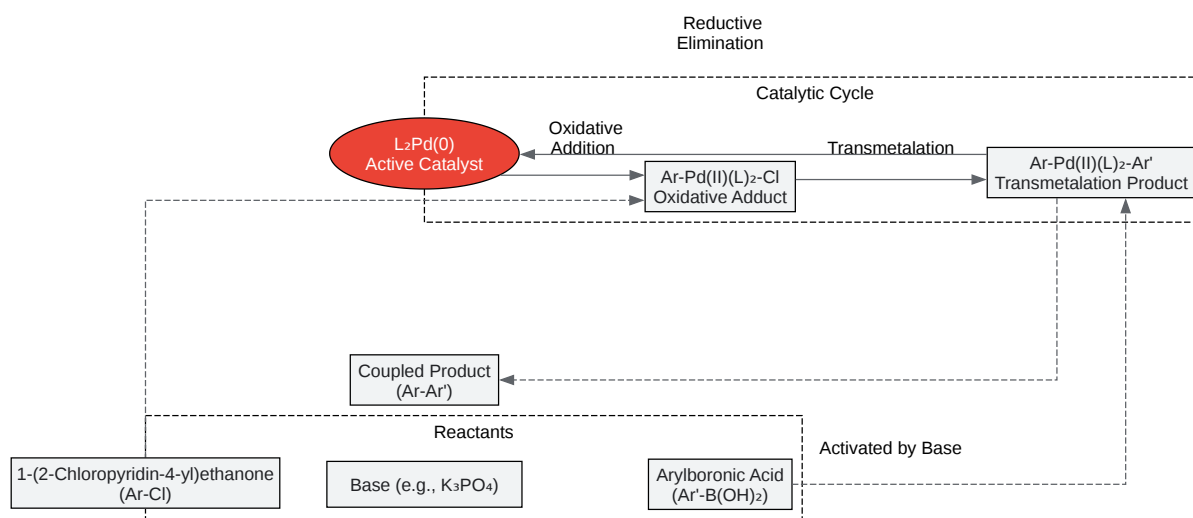 Reductive
Elimination
Catalytic Cycle
L₂Pd(0)
Active Catalyst
Oxidative
Addition
Transmetalation
Ar-Pd(II)(L)₂-Cl
Oxidative Adduct
Ar-Pd(II)(L)₂-Ar'
Transmetalation Product
Coupled Product
(Ar-Ar')
Reactants
Activated by Base
1-(2-Chloropyridin-4-yl)ethanone
(Ar-Cl)
Base (e.g., K₃PO₄)
Arylboronic Acid
(Ar'-B(OH)₂)